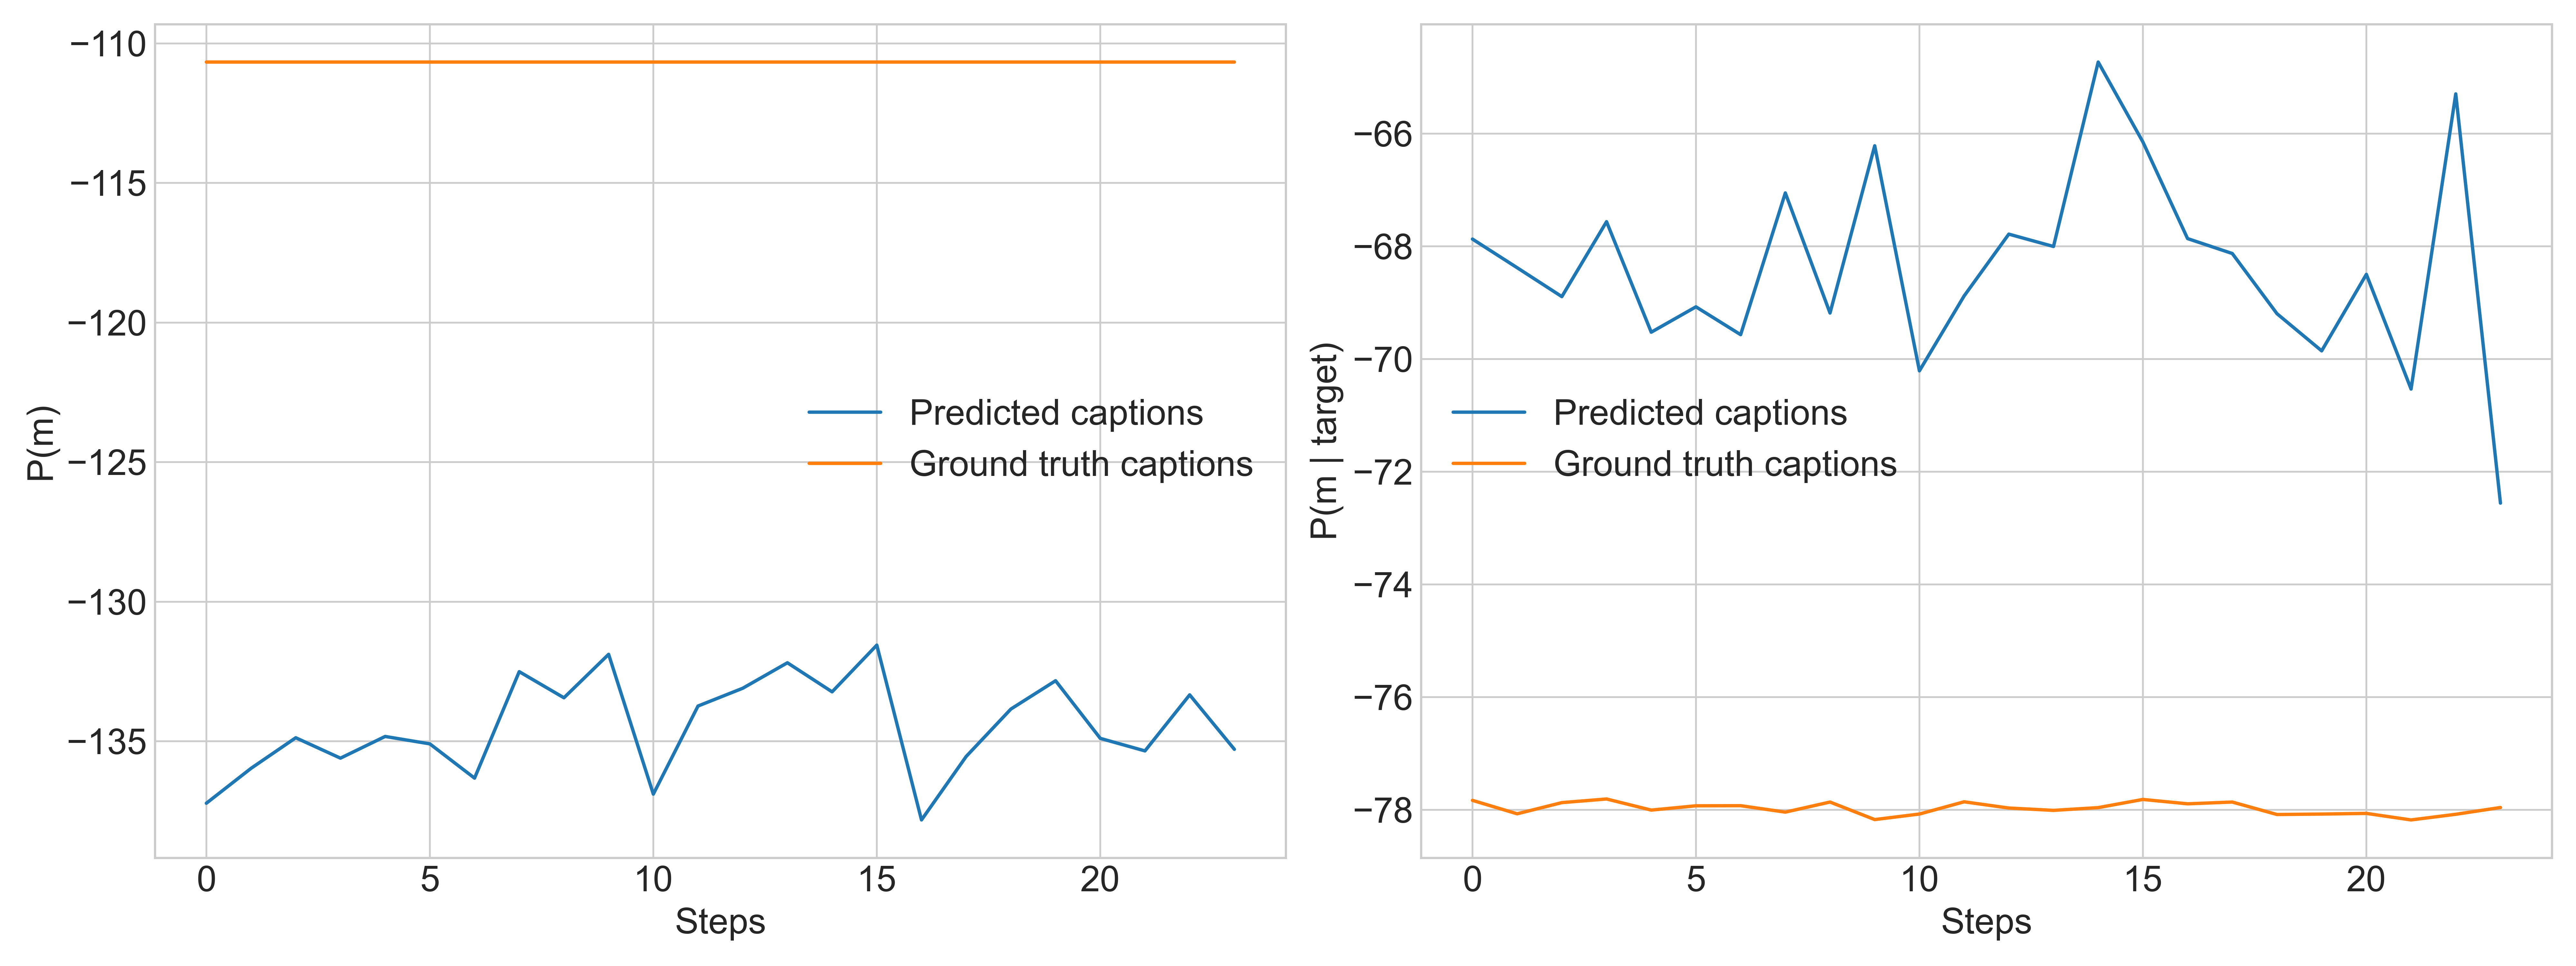 P(m)
−110
−115
−120
−125
−130
−135
0 5 10 15 20
Steps
Predicted captions
Ground truth captions
P(m | target)
−66
−68
−70
−72
−74
−76
−78
0 5 10 15 20
Steps
Predicted captions
Ground truth captions